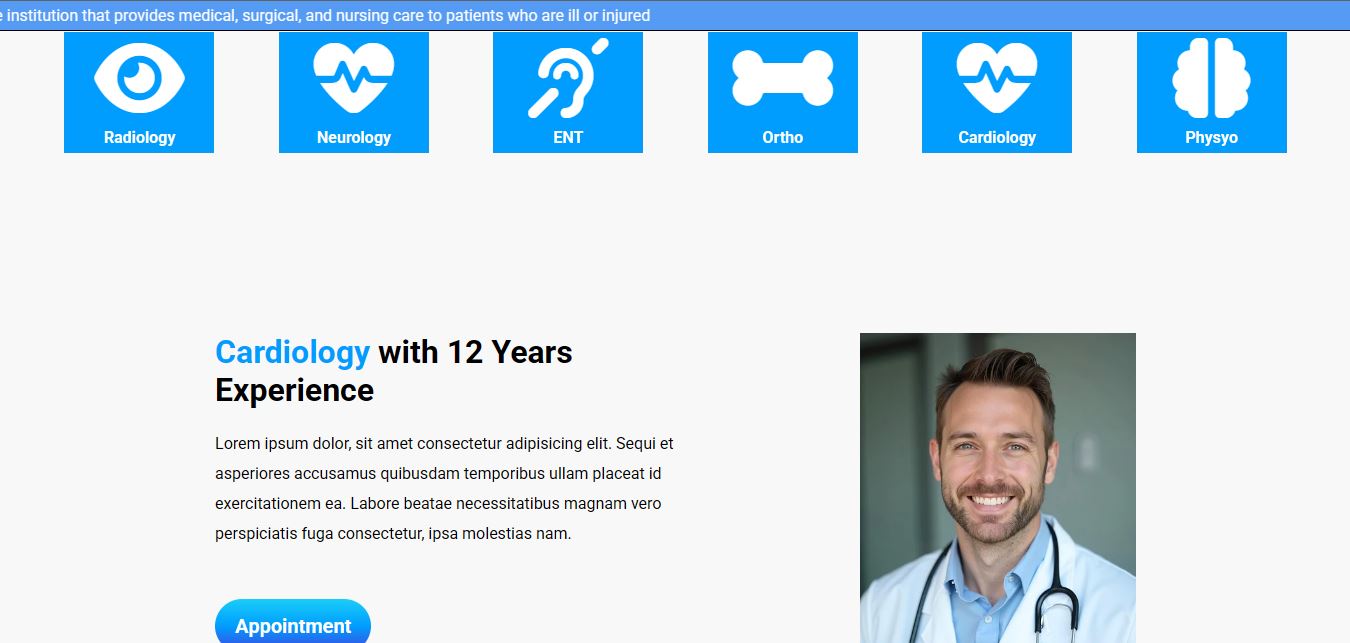 institution that provides medical, surgical, and nursing care to patients who are ill or injured
Radiology
Neurology
ENT
Ortho
Cardiology
Physyo
Cardiology with 12 Years
Experience
Lorem ipsum dolor, sit amet consectetur adipisicing elit. Sequi et
asperiores accusamus quibusdam temporibus ullam placeat id
exercitationem ea. Labore beatae necessitatibus magnam vero
perspiciatis fuga consectetur, ipsa molestias nam.
Appointment